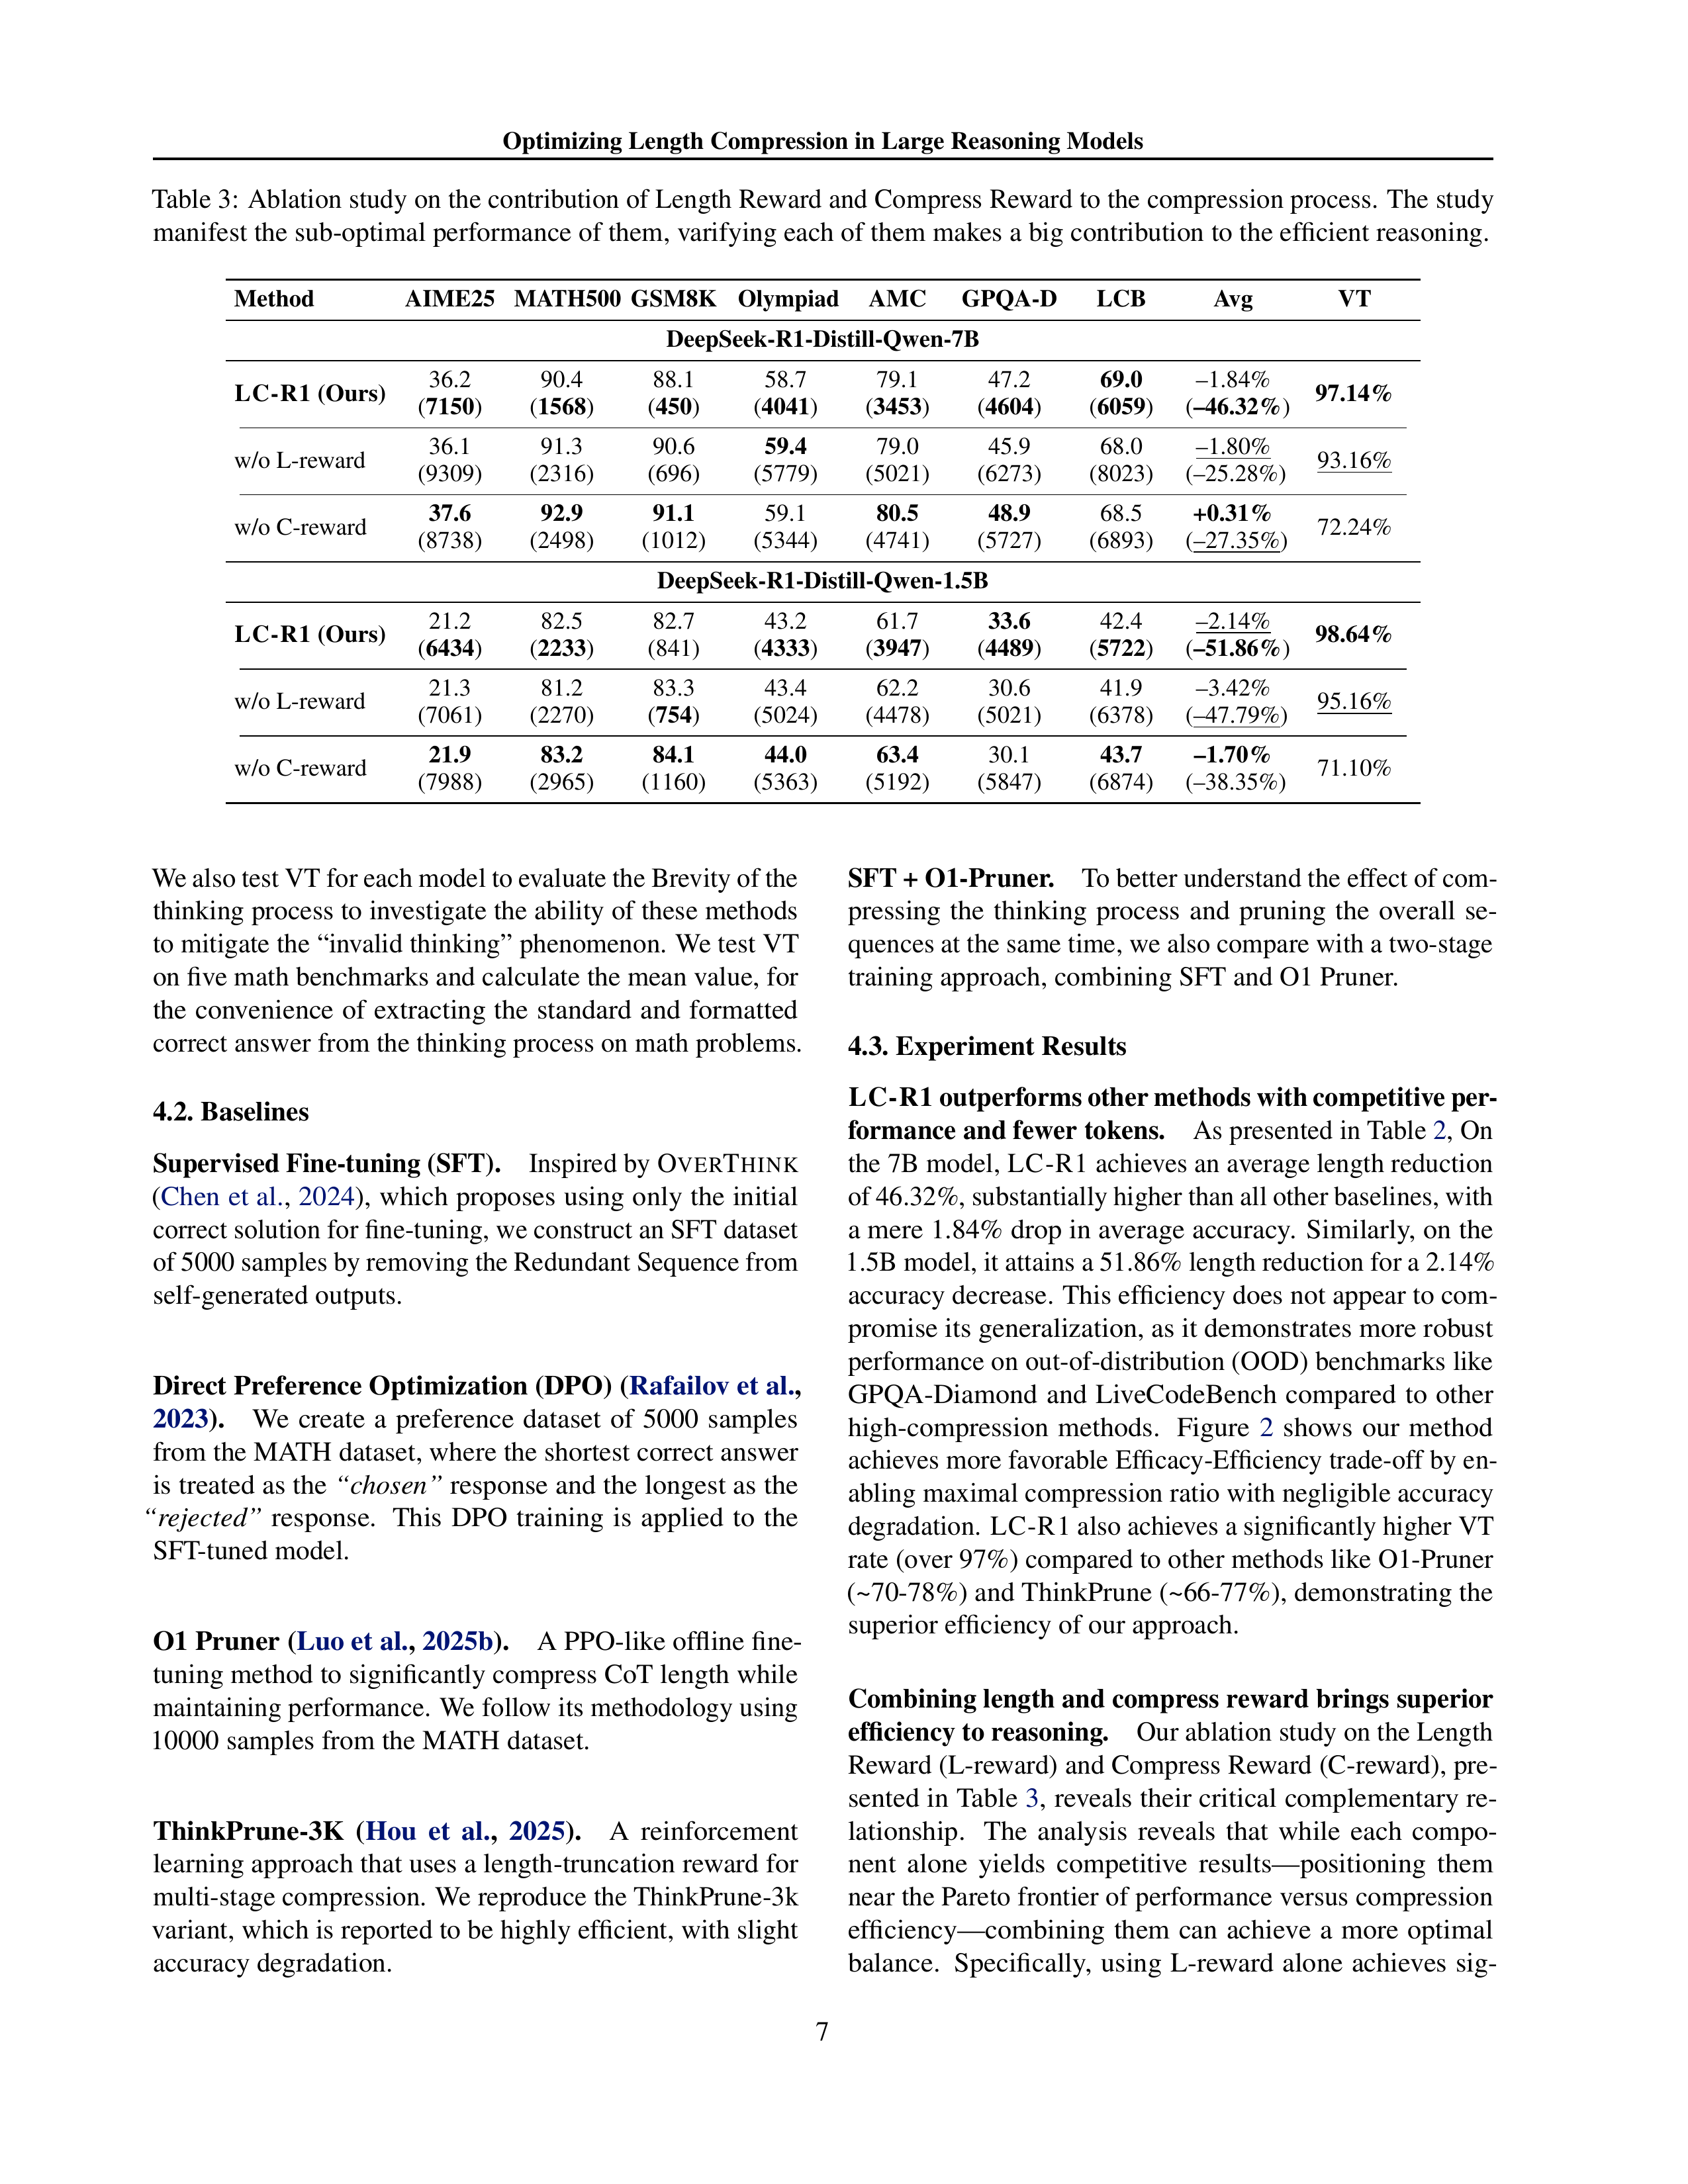 Optimizing Length Compression in Large Reasoning Models
Table 3: Ablation study on the contribution of Length Reward and Compress Reward to the compression process. The study
manifest the sub-optimal performance of them, varifying each of them makes a big contribution to the efficient reasoning.
Method AIME25 MATH500 GSM8K Olympiad AMC GPQA-D LCB Avg VT
DeepSeek-R1-Distill-Qwen-7B
LC-R1 (Ours) 36.2 90.4 88.1 58.7 79.1 47.2 69.0 –1.84% 97.14%
(7150) (1568) (450) (4041) (3453) (4604) (6059) (–46.32%)
w/o L-reward 36.1 91.3 90.6 59.4 79.0 45.9 68.0 –1.80% 93.16%
(9309) (2316) (696) (5779) (5021) (6273) (8023) (–25.28%)
w/o C-reward 37.6 92.9 91.1 59.1 80.5 48.9 68.5 +0.31% 72.24%
(8738) (2498) (1012) (5344) (4741) (5727) (6893) (–27.35%)
DeepSeek-R1-Distill-Qwen-1.5B
LC-R1 (Ours) 21.2 82.5 82.7 43.2 61.7 33.6 42.4 –2.14% 98.64%
(6434) (2233) (841) (4333) (3947) (4489) (5722) (–51.86%)
w/o L-reward 21.3 81.2 83.3 43.4 62.2 30.6 41.9 –3.42% 95.16%
(7061) (2270) (754) (5024) (4478) (5021) (6378) (–47.79%)
w/o C-reward 21.9 83.2 84.1 44.0 63.4 30.1 43.7 –1.70% 71.10%
(7988) (2965) (1160) (5363) (5192) (5847) (6874) (–38.35%)
We also test VT for each model to evaluate the Brevity of the
thinking process to investigate the ability of these methods
to mitigate the “invalid thinking” phenomenon. We test VT
on five math benchmarks and calculate the mean value, for
the convenience of extracting the standard and formatted
correct answer from the thinking process on math problems.
4.2. Baselines
Supervised Fine-tuning (SFT). Inspired by OVERTHINK
(Chen et al., 2024), which proposes using only the initial
correct solution for fine-tuning, we construct an SFT dataset
of 5000 samples by removing the Redundant Sequence from
self-generated outputs.
Direct Preference Optimization (DPO) (Rafailov et al.,
2023). We create a preference dataset of 5000 samples
from the MATH dataset, where the shortest correct answer
is treated as the “chosen” response and the longest as the
“rejected” response. This DPO training is applied to the
SFT-tuned model.
O1 Pruner (Luo et al., 2025b). A PPO-like offline fine-
tuning method to significantly compress CoT length while
maintaining performance. We follow its methodology using
10000 samples from the MATH dataset.
ThinkPrune-3K (Hou et al., 2025). A reinforcement
learning approach that uses a length-truncation reward for
multi-stage compression. We reproduce the ThinkPrune-3k
variant, which is reported to be highly efficient, with slight
accuracy degradation.
SFT + O1-Pruner. To better understand the effect of com-
pressing the thinking process and pruning the overall se-
quences at the same time, we also compare with a two-stage
training approach, combining SFT and O1 Pruner.
4.3. Experiment Results
LC-R1 outperforms other methods with competitive per-
formance and fewer tokens. As presented in Table 2, On
the 7B model, LC-R1 achieves an average length reduction
of 46.32%, substantially higher than all other baselines, with
a mere 1.84% drop in average accuracy. Similarly, on the
1.5B model, it attains a 51.86% length reduction for a 2.14%
accuracy decrease. This efficiency does not appear to com-
promise its generalization, as it demonstrates more robust
performance on out-of-distribution (OOD) benchmarks like
GPQA-Diamond and LiveCodeBench compared to other
high-compression methods. Figure 2 shows our method
achieves more favorable Efficacy-Efficiency trade-off by en-
abling maximal compression ratio with negligible accuracy
degradation. LC-R1 also achieves a significantly higher VT
rate (over 97%) compared to other methods like O1-Pruner
(~70-78%) and ThinkPrune (~66-77%), demonstrating the
superior efficiency of our approach.
Combining length and compress reward brings superior
efficiency to reasoning. Our ablation study on the Length
Reward (L-reward) and Compress Reward (C-reward), pre-
sented in Table 3, reveals their critical complementary re-
lationship. The analysis reveals that while each compo-
nent alone yields competitive results—positioning them
near the Pareto frontier of performance versus compression
efficiency—combining them can achieve a more optimal
balance. Specifically, using L-reward alone achieves sig-
7